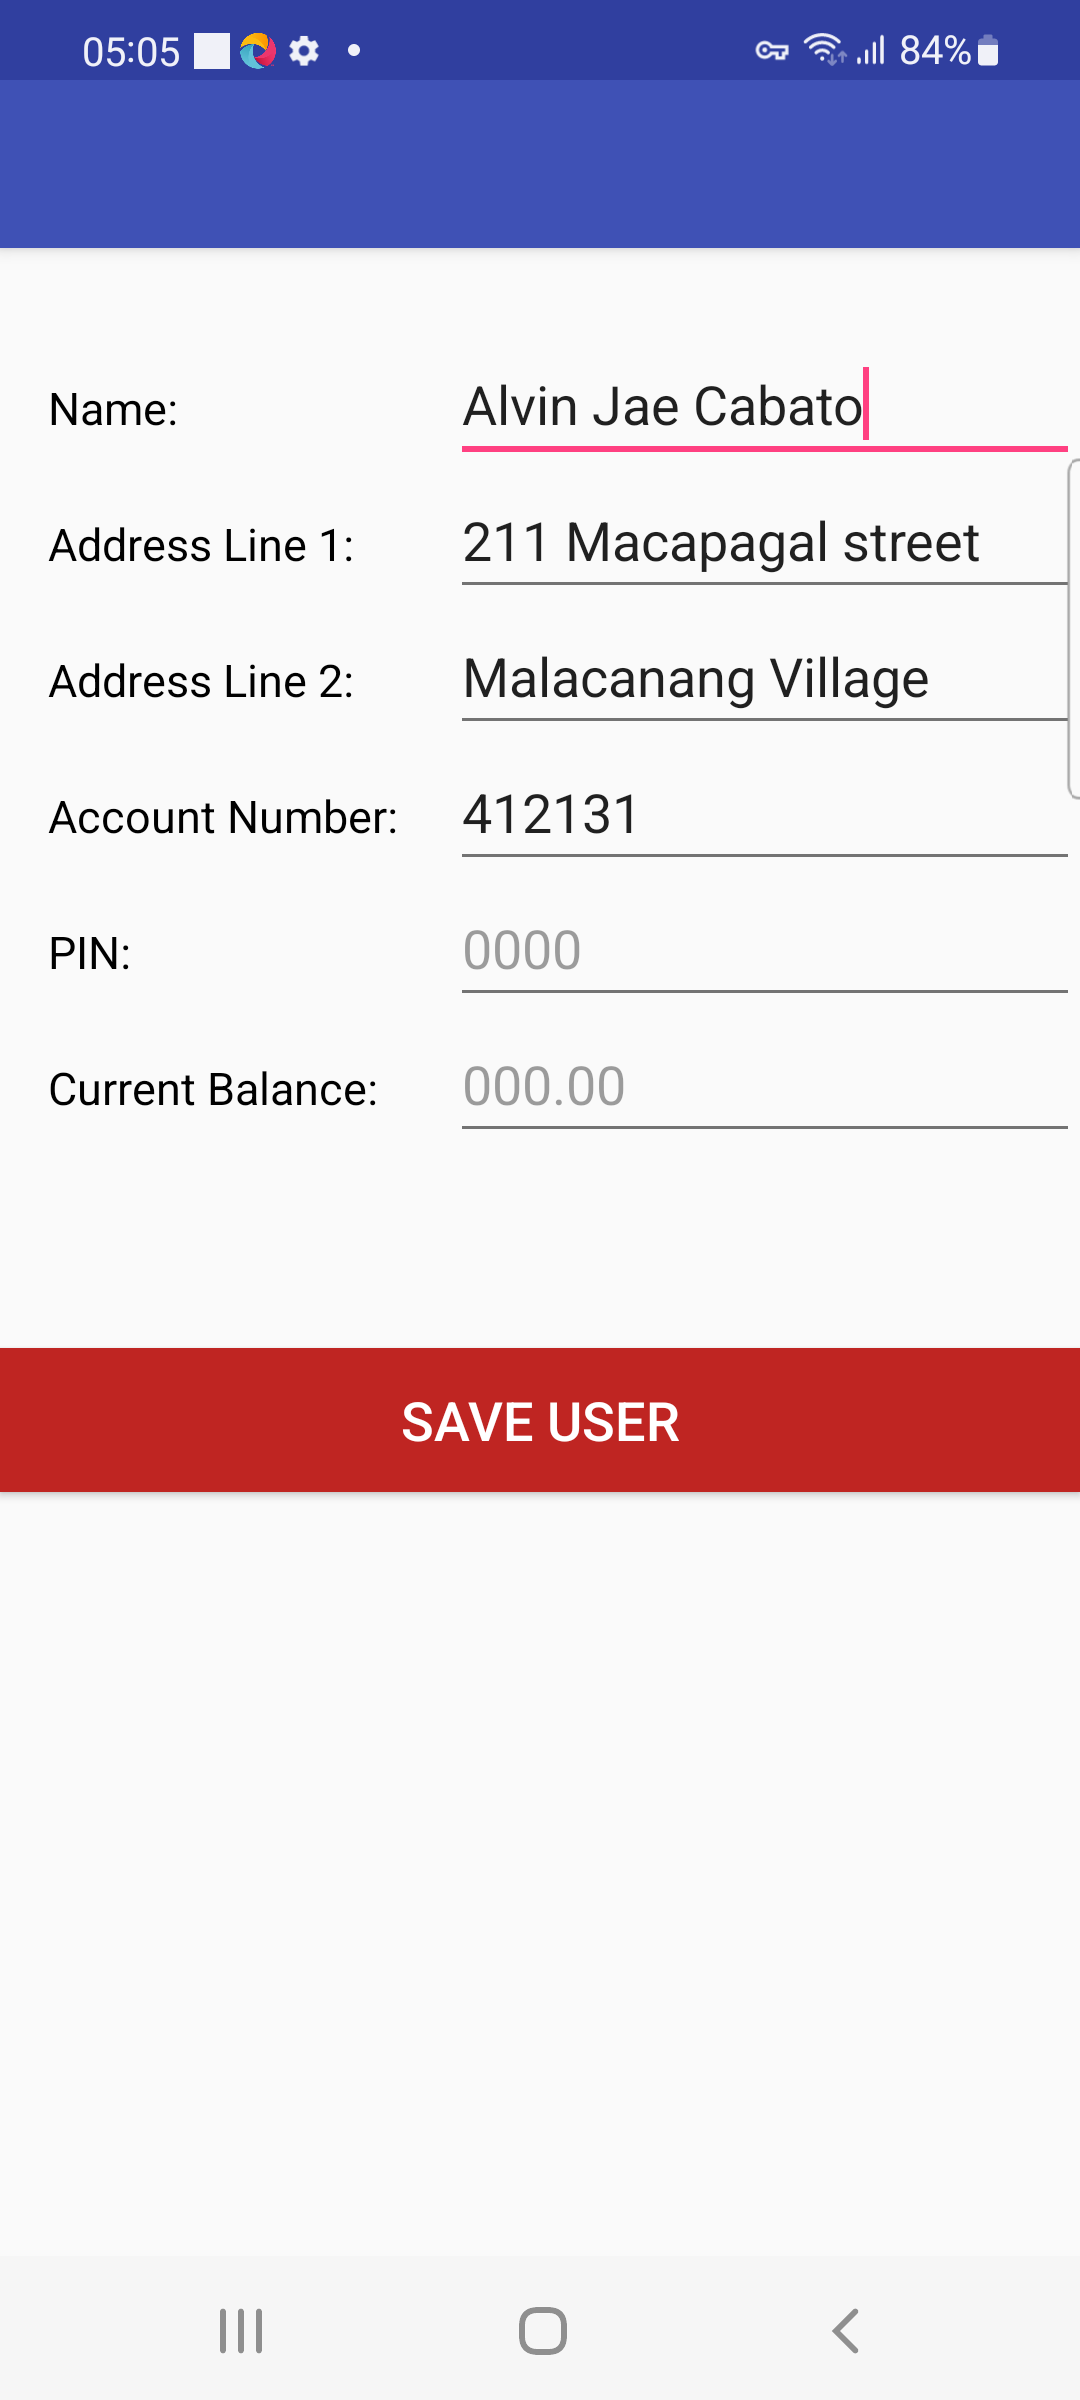 05:05 84%
Name: Alvin Jae Cabato
Address Line 1: 211 Macapagal street
Address Line 2: Malacanang Village
Account Number: 412131
PIN: 0000
Current Balance: 000.00
SAVE USER